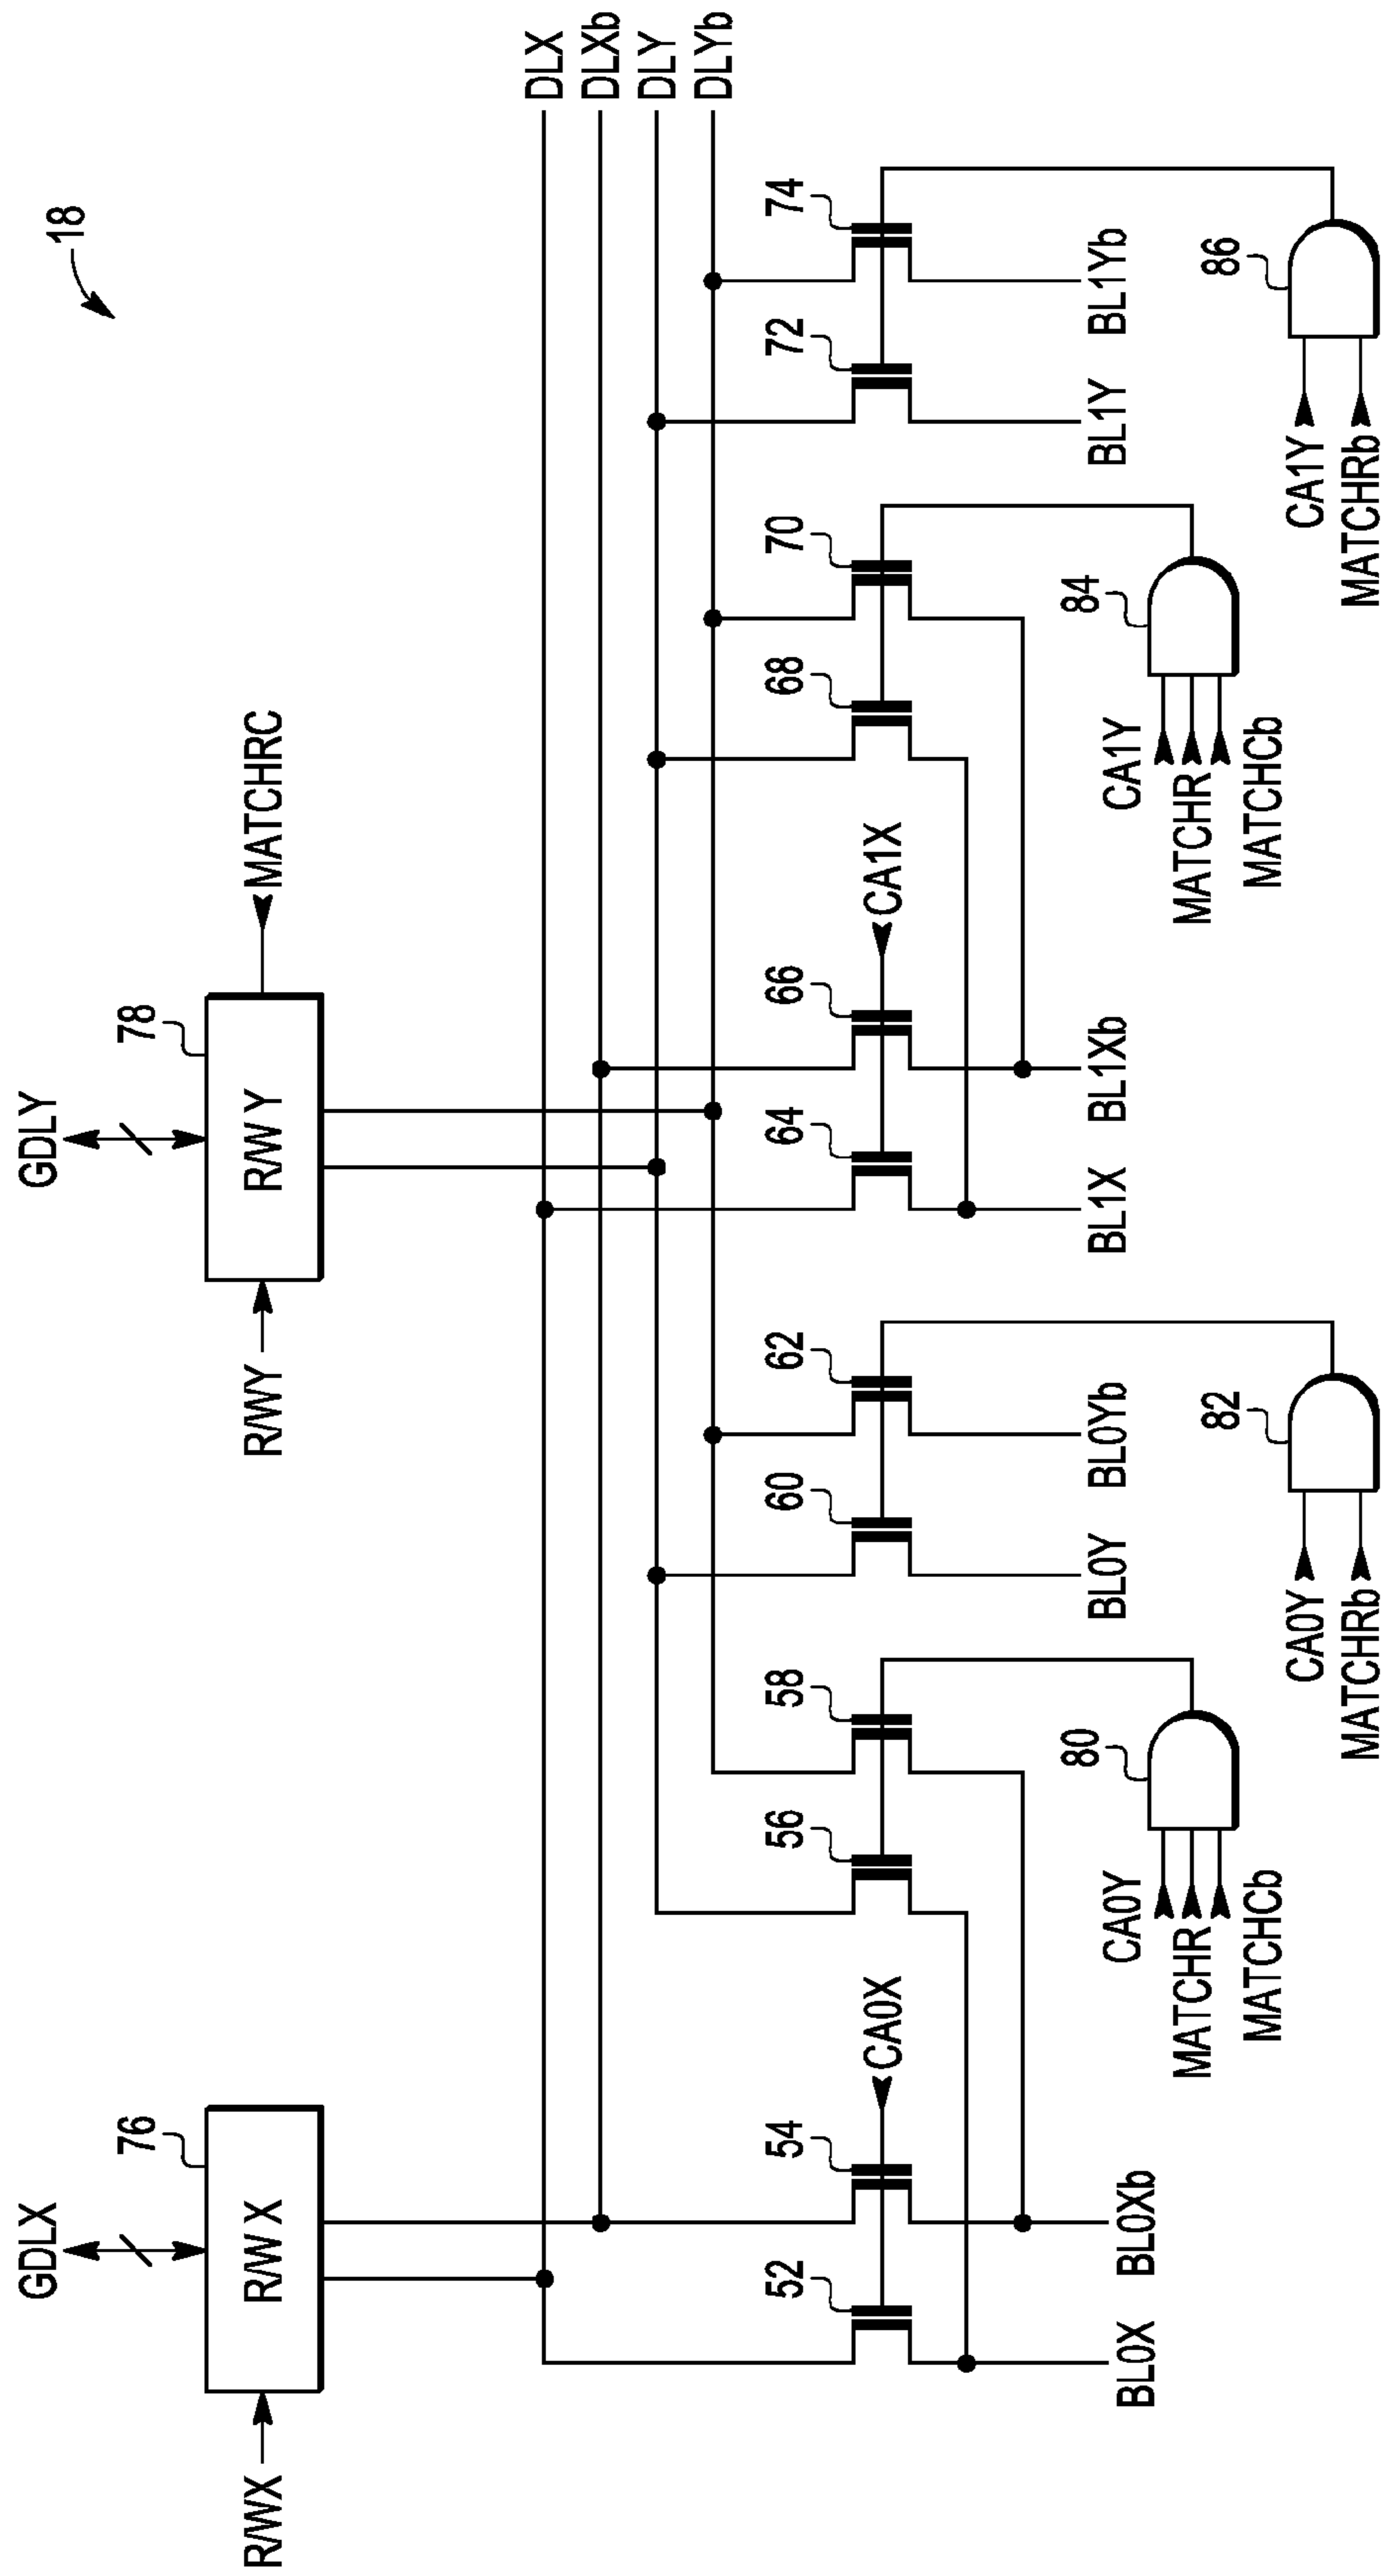 18
GDLX
GDLY
76
78
R/WX
R/W X
R/WY
R/W Y
MATCHRC
DLX
DLXb
DLY
DLYb
52
54
56
58
60
62
64
66
68
70
72
74
CA0X
CA1X
BL0X
BL0Xb
BL0Y
BL0Yb
BL1X
BL1Xb
BL1Y
BL1Yb
80
CA0Y
MATCHR
MATCHCb
82
CA0Y
MATCHRb
84
CA1Y
MATCHR
MATCHCb
86
CA1Y
MATCHRb